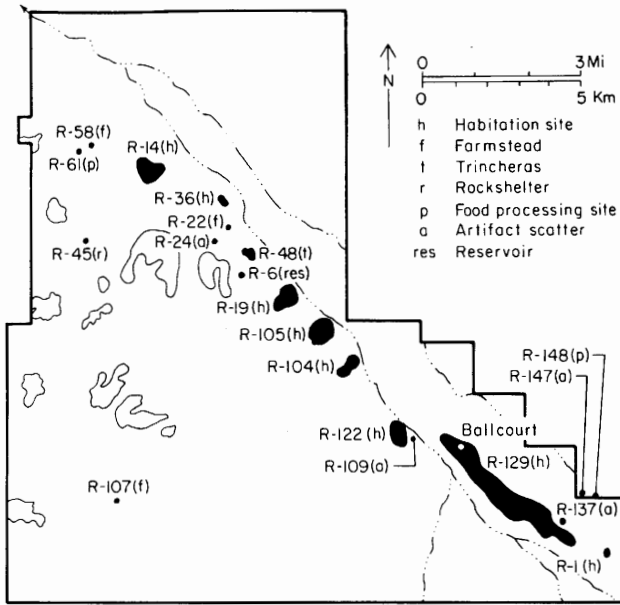 0 3 Mi
N
0 5 Km
h Habitation site
f Farmstead
t Trincheras
r Rockshelter
p Food processing site
a Artifact scatter
res Reservoir
R-58(f)
R-61(p)
R-14(h)
R-36(h)
R-22(f)
R-24(a)
R-45(r)
R-48(t)
R-6(res)
R-19(h)
R-105(h)
R-104(h)
R-148(p)
R-147(a)
R-122(h)
R-109(a)
Ballcourt
R-129(h)
R-107(f)
R-137(a)
R-1(h)